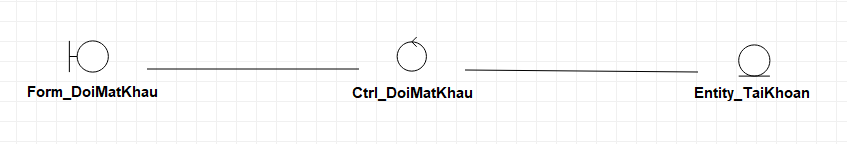 Form_DoiMatKhau
Ctrl_DoiMatKhau
Entity_TaiKhoan